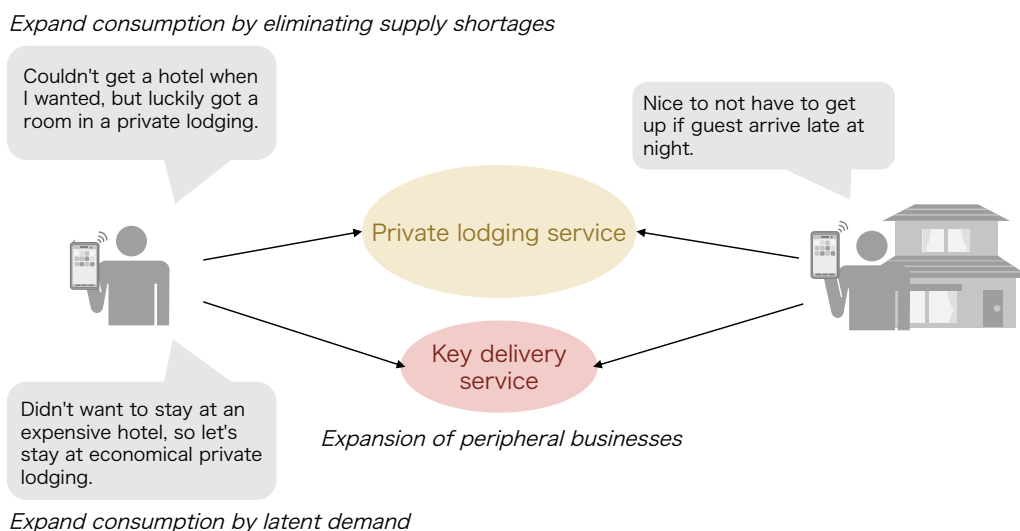 Expand consumption by eliminating supply shortages
Couldn't get a hotel when
I wanted, but luckily got a
room in a private lodging.
Nice to not have to get
up if guest arrive late at
night.
Private lodging service
Key delivery
service
Didn't want to stay at an
expensive hotel, so let's
stay at economical private
lodging.
Expansion of peripheral businesses
Expand consumption by latent demand